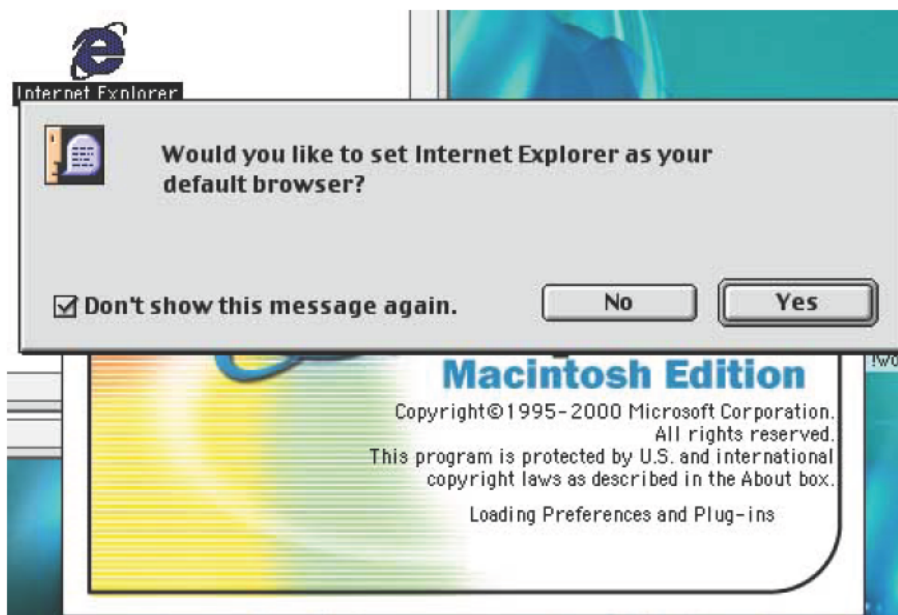 Internet Explorer
Would you like to set Internet Explorer as your
default browser?
Don't show this message again.
No
Yes
Macintosh Edition
Copyright©1995-2000 Microsoft Corporation.
All rights reserved.
This program is protected by U.S. and international
copyright laws as described in the About box.
Loading Preferences and Plug-ins